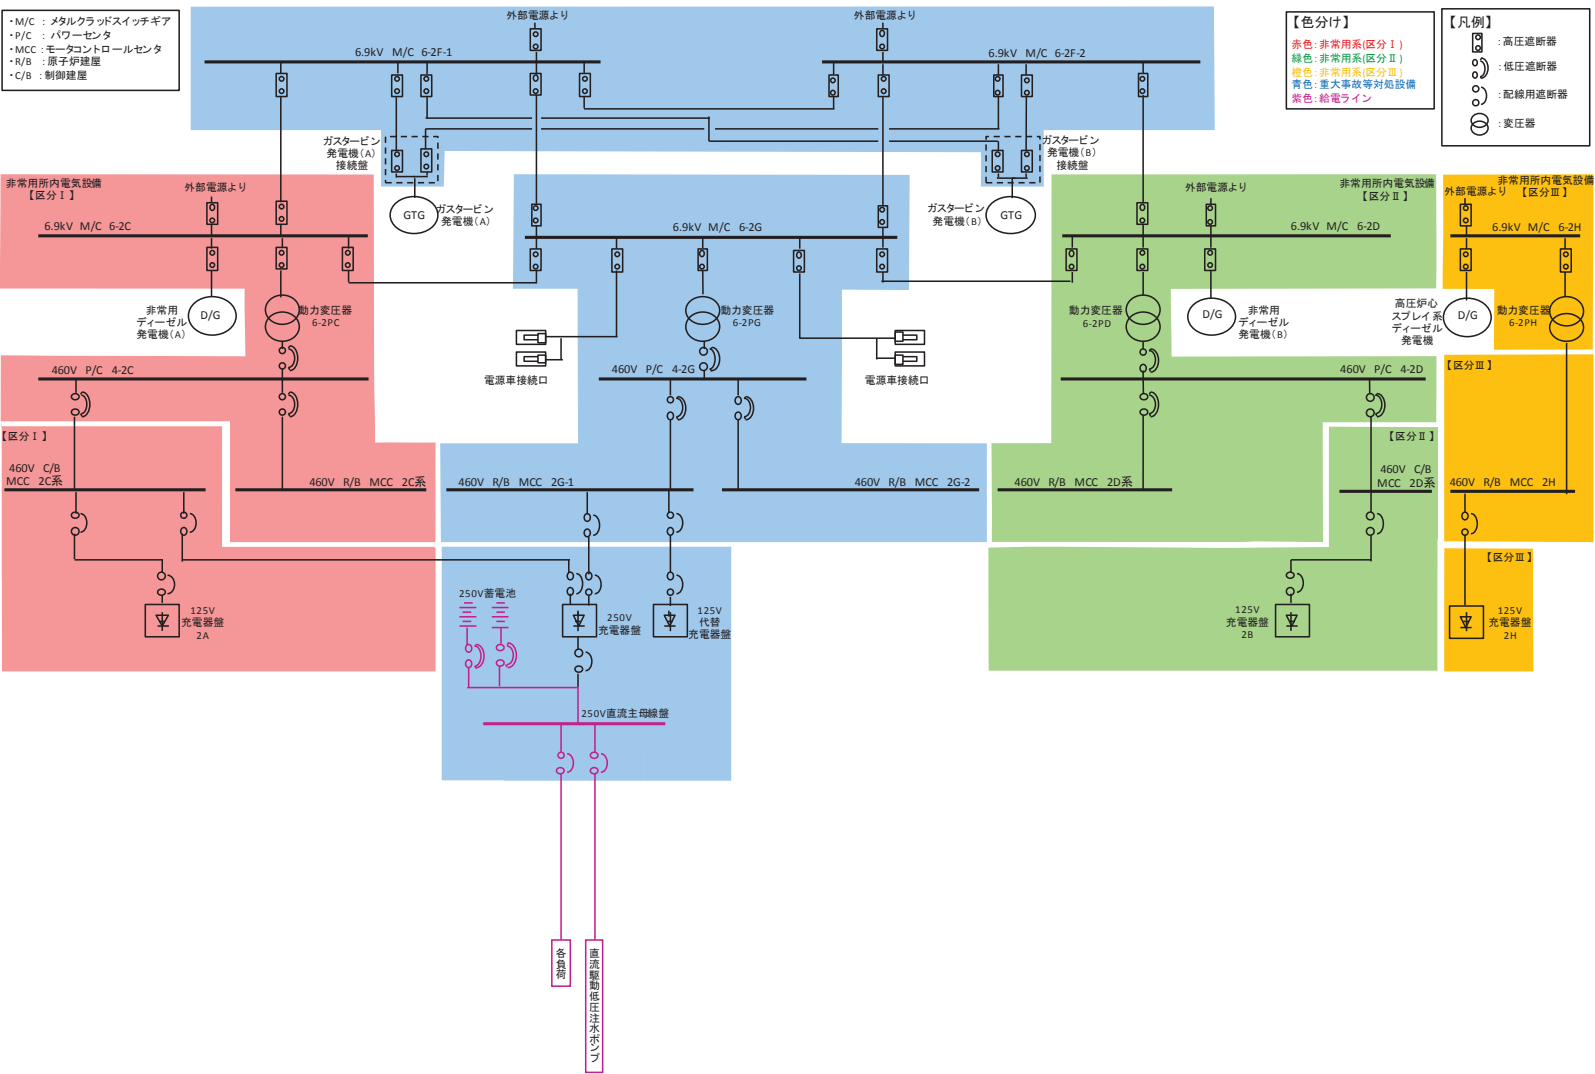 ・M/C ： メタルクラッドスイッチギア
・P/C ： パワーセンタ
・MCC ：モータコントロールセンタ
・R/B ：原子炉建屋
・C/B ：制御建屋
外部電源より
外部電源より
6.9kV M/C 6-2F-1
6.9kV M/C 6-2F-2
【色分け】
赤色：非常用系(区分Ⅰ)
緑色：非常用系(区分Ⅱ)
橙色：非常用系(区分Ⅲ)
青色：重大事故等対処設備
紫色：給電ライン
【凡例】
：高圧遮断器
：低圧遮断器
：配線用遮断器
：変圧器
ガスタービン
発電機(A)
接続盤
ガスタービン
発電機(B)
接続盤
GTG
ガスタービン
発電機(A)
ガスタービン
発電機(B)
GTG
非常用所内電気設備
【区分Ⅰ】
外部電源より
6.9kV M/C 6-2C
6.9kV M/C 6-2G
外部電源より
非常用所内電気設備
【区分Ⅱ】
6.9kV M/C 6-2D
非常用所内電気設備
外部電源より
【区分Ⅲ】
6.9kV M/C 6-2H
非常用
ディーゼル
発電機(A)
D/G
動力変圧器
6-2PC
動力変圧器
6-2PG
動力変圧器
6-2PD
D/G
非常用
ディーゼル
発電機(B)
高圧炉心
スプレイ系
ディーゼル
発電機
D/G
動力変圧器
6-2PH
460V P/C 4-2C
電源車接続口
460V P/C 4-2G
電源車接続口
460V P/C 4-2D
【区分Ⅲ】
【区分Ⅰ】
460V C/B
MCC 2C系
460V R/B MCC 2C系
460V R/B MCC 2G-1
460V R/B MCC 2G-2
460V R/B MCC 2D系
【区分Ⅱ】
460V C/B
MCC 2D系
460V R/B MCC 2H
125V
充電器盤
2A
250V蓄電池
250V
充電器盤
125V
代替
充電器盤
125V
充電器盤
2B
【区分Ⅲ】
125V
充電器盤
2H
250V直流主母線盤
各負荷
直流駆動低圧注水ポンプ